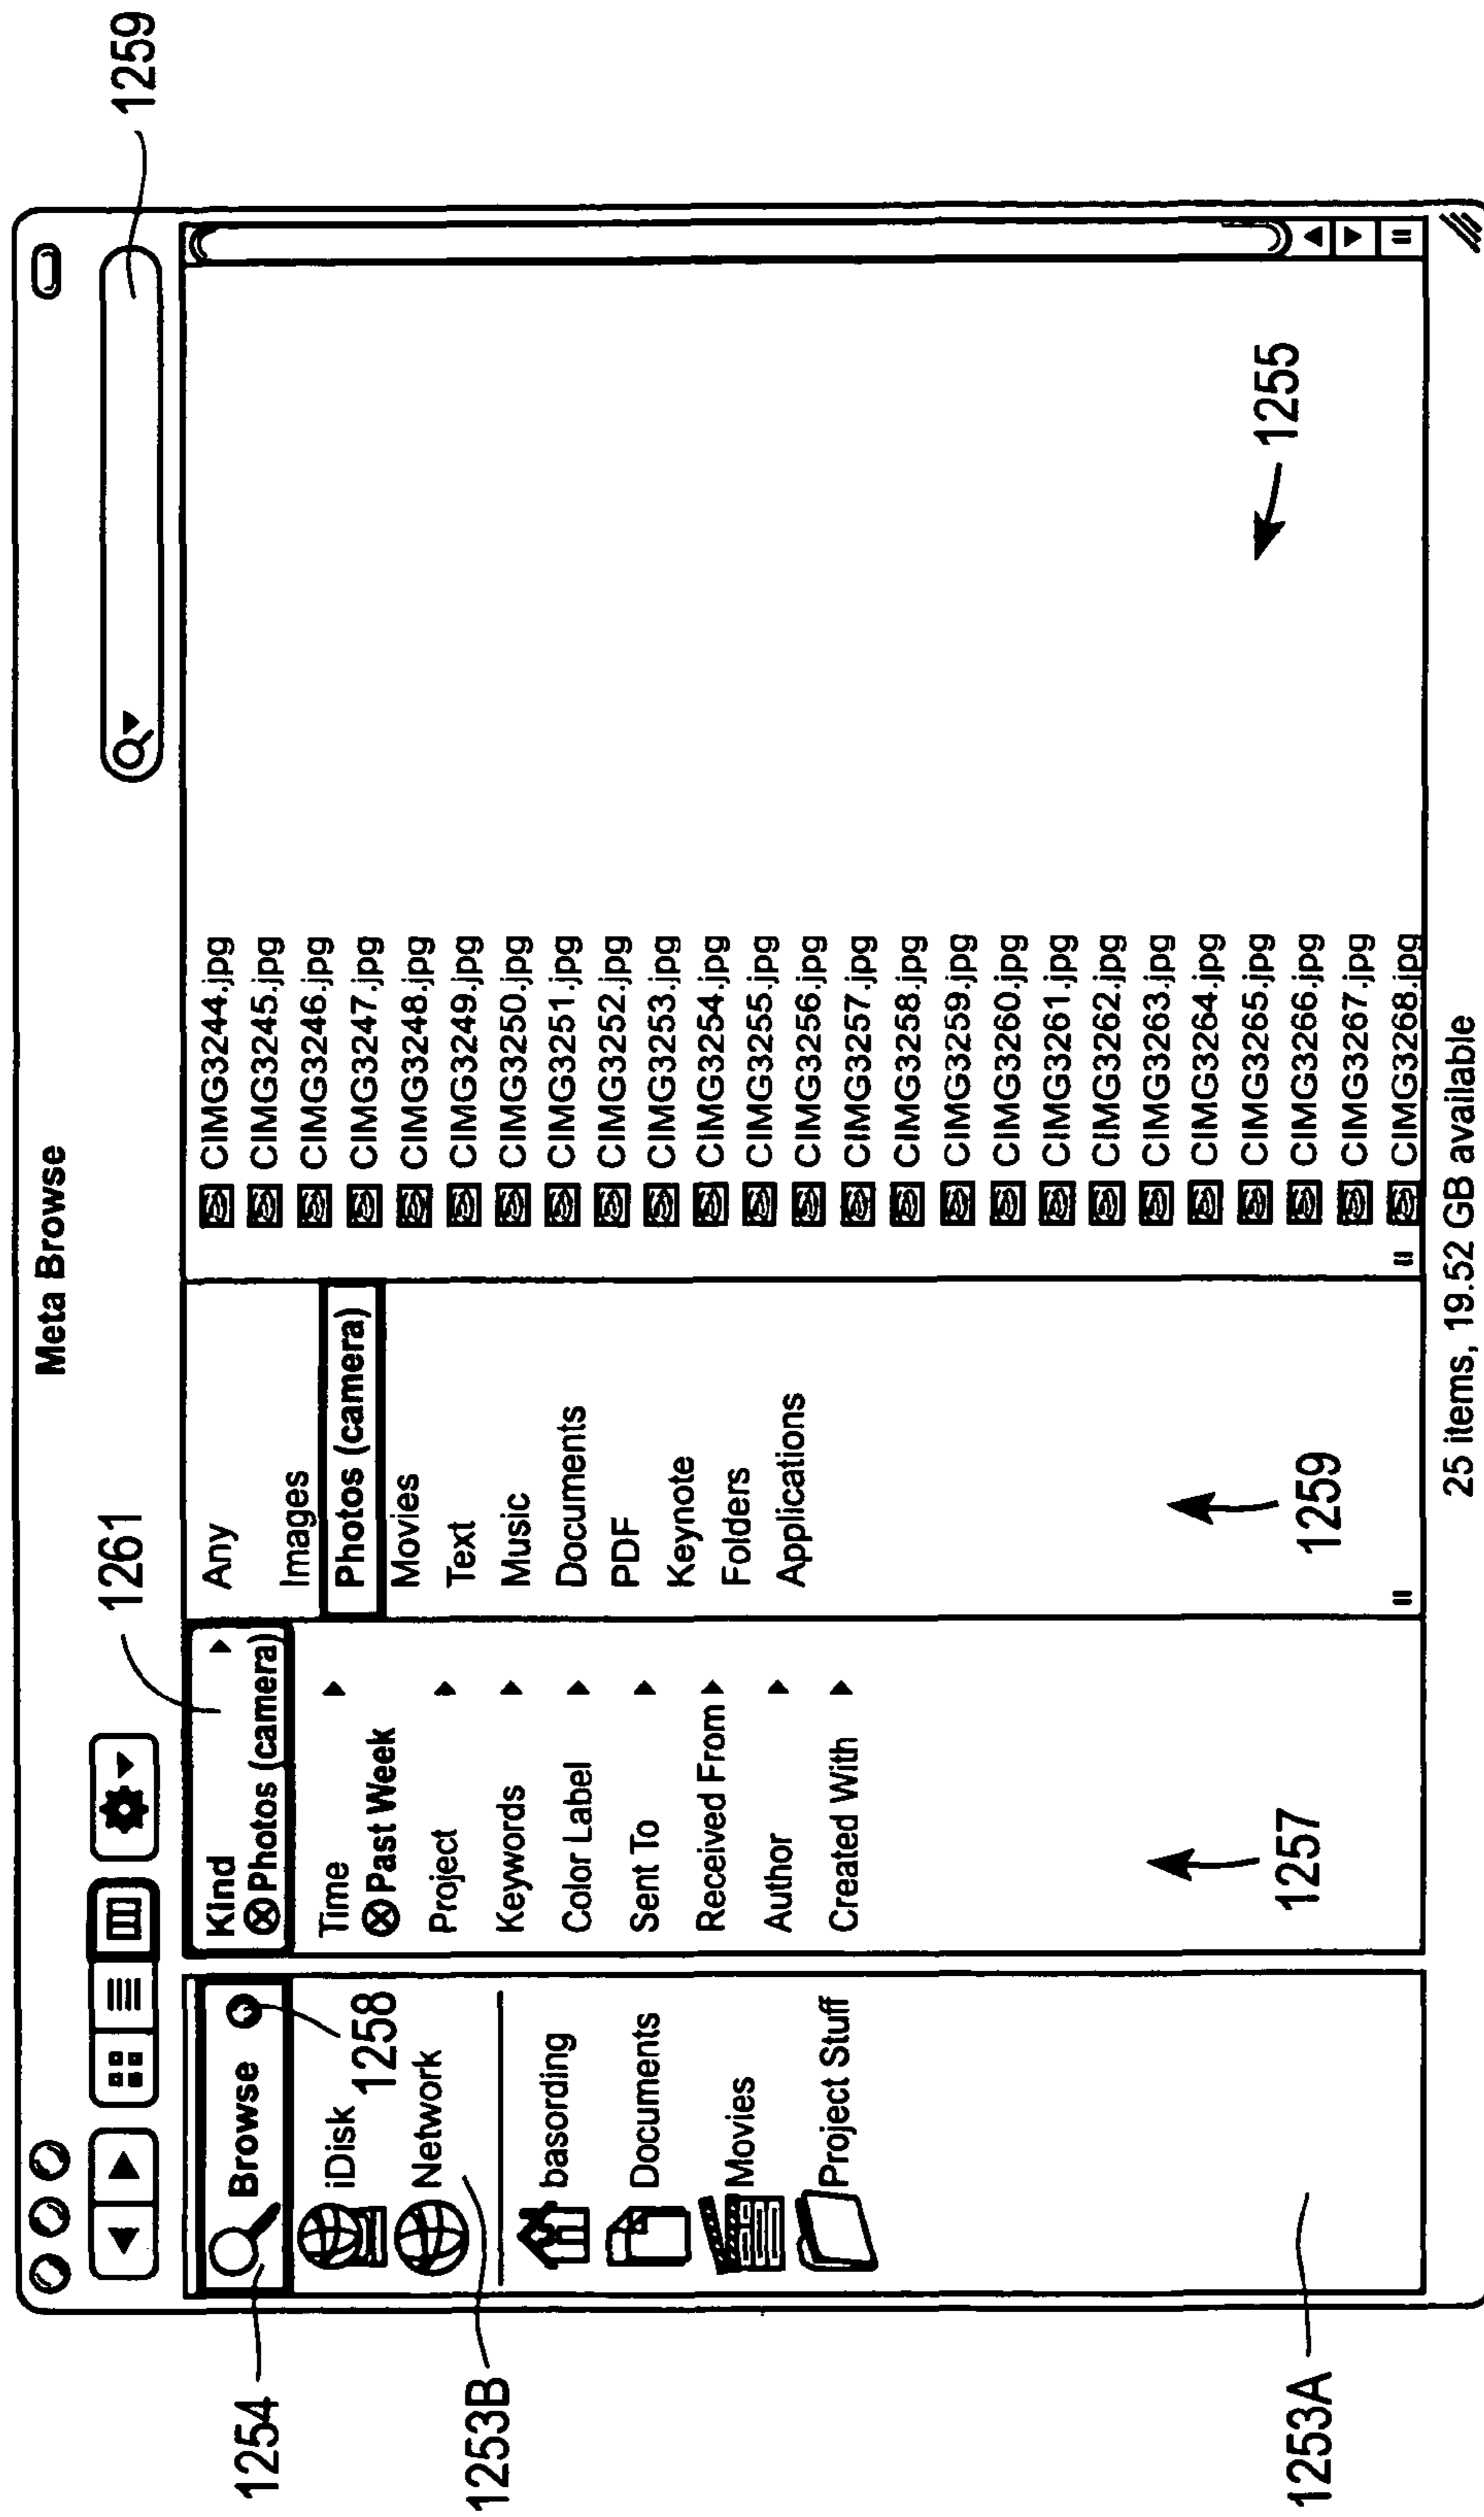 Meta Browse
1259
1261
1254
Browse
1258
iDisk
Network
1253B
basording
Documents
Movies
Project Stuff
1253A
Kind
Photos (camera)
Time
Past Week
Project
Keywords
Color Label
Sent To
Received From
Author
Created With
1257
Any
Images
Photos (camera)
Movies
Text
Music
Documents
PDF
Keynote
Folders
Applications
1259
CIMG3244.jpg
CIMG3245.jpg
CIMG3246.jpg
CIMG3247.jpg
CIMG3248.jpg
CIMG3249.jpg
CIMG3250.jpg
CIMG3251.jpg
CIMG3252.jpg
CIMG3253.jpg
CIMG3254.jpg
CIMG3255.jpg
CIMG3256.jpg
CIMG3257.jpg
CIMG3258.jpg
CIMG3259.jpg
CIMG3260.jpg
CIMG3261.jpg
CIMG3262.jpg
CIMG3263.jpg
CIMG3264.jpg
CIMG3265.jpg
CIMG3266.jpg
CIMG3267.jpg
CIMG3268.jpg
1255
25 items, 19.52 GB available